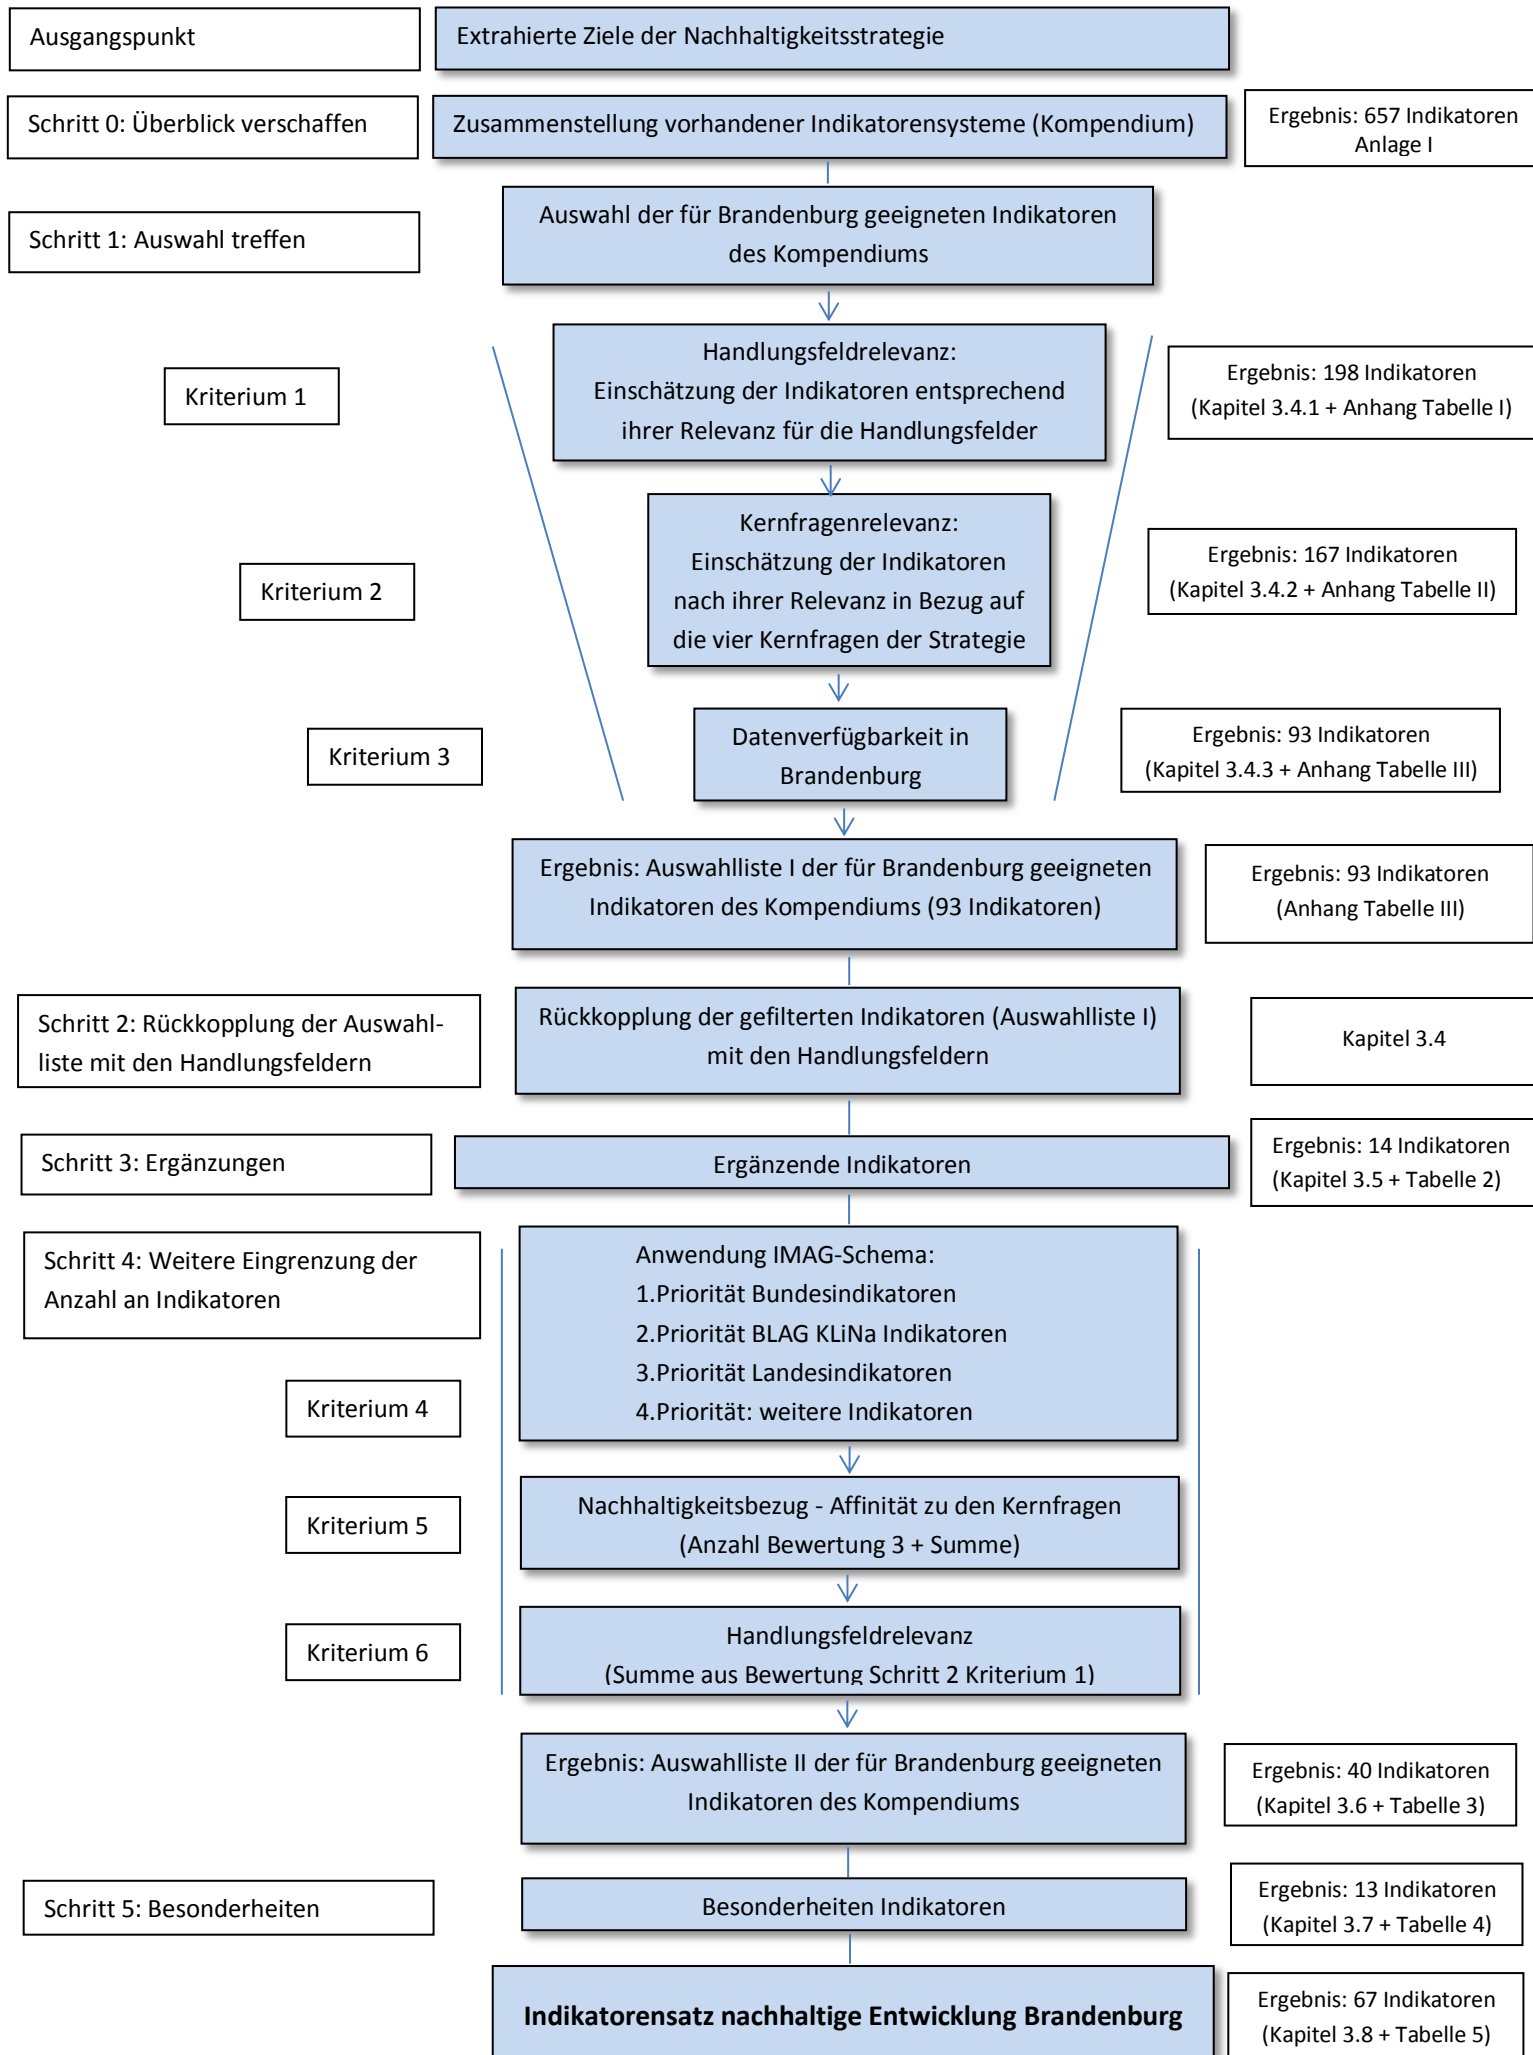 Ausgangspunkt
Extrahierte Ziele der Nachhaltigkeitsstrategie
Schritt 0: Überblick verschaffen
Zusammenstellung vorhandener Indikatorensysteme (Kompendium)
Ergebnis: 657 Indikatoren
Anlage I
Schritt 1: Auswahl treffen
Auswahl der für Brandenburg geeigneten Indikatoren
des Kompendiums
Kriterium 1
Handlungsfeldrelevanz:
Einschätzung der Indikatoren entsprechend
ihrer Relevanz für die Handlungsfelder
Ergebnis: 198 Indikatoren
(Kapitel 3.4.1 + Anhang Tabelle I)
Kriterium 2
Kernfragenrelevanz:
Einschätzung der Indikatoren
nach ihrer Relevanz in Bezug auf
die vier Kernfragen der Strategie
Ergebnis: 167 Indikatoren
(Kapitel 3.4.2 + Anhang Tabelle II)
Kriterium 3
Datenverfügbarkeit in
Brandenburg
Ergebnis: 93 Indikatoren
(Kapitel 3.4.3 + Anhang Tabelle III)
Ergebnis: Auswahlliste I der für Brandenburg geeigneten
Indikatoren des Kompendiums (93 Indikatoren)
Ergebnis: 93 Indikatoren
(Anhang Tabelle III)
Schritt 2: Rückkopplung der Auswahl-
liste mit den Handlungsfeldern
Rückkopplung der gefilterten Indikatoren (Auswahlliste I)
mit den Handlungsfeldern
Kapitel 3.4
Schritt 3: Ergänzungen
Ergänzende Indikatoren
Ergebnis: 14 Indikatoren
(Kapitel 3.5 + Tabelle 2)
Schritt 4: Weitere Eingrenzung der
Anzahl an Indikatoren
Kriterium 4
Anwendung IMAG-Schema:
1.Priorität Bundesindikatoren
2.Priorität BLAG KLiNa Indikatoren
3.Priorität Landesindikatoren
4.Priorität: weitere Indikatoren
Kriterium 5
Nachhaltigkeitsbezug - Affinität zu den Kernfragen
(Anzahl Bewertung 3 + Summe)
Kriterium 6
Handlungsfeldrelevanz
(Summe aus Bewertung Schritt 2 Kriterium 1)
Ergebnis: Auswahlliste II der für Brandenburg geeigneten
Indikatoren des Kompendiums
Ergebnis: 40 Indikatoren
(Kapitel 3.6 + Tabelle 3)
Schritt 5: Besonderheiten
Besonderheiten Indikatoren
Ergebnis: 13 Indikatoren
(Kapitel 3.7 + Tabelle 4)
Indikatorensatz nachhaltige Entwicklung Brandenburg
Ergebnis: 67 Indikatoren
(Kapitel 3.8 + Tabelle 5)